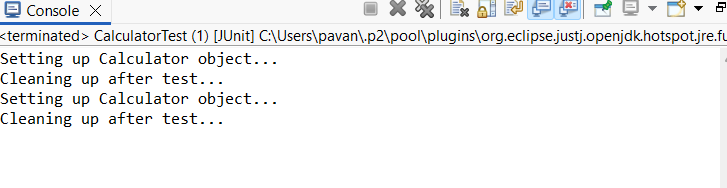 Console
<terminated> CalculatorTest (1) [JUnit] C:\Users\pavan\.p2\pool\plugins\org.eclipse.justj.openjdk.hotspot.jre.fu
Setting up Calculator object...
Cleaning up after test...
Setting up Calculator object...
Cleaning up after test...